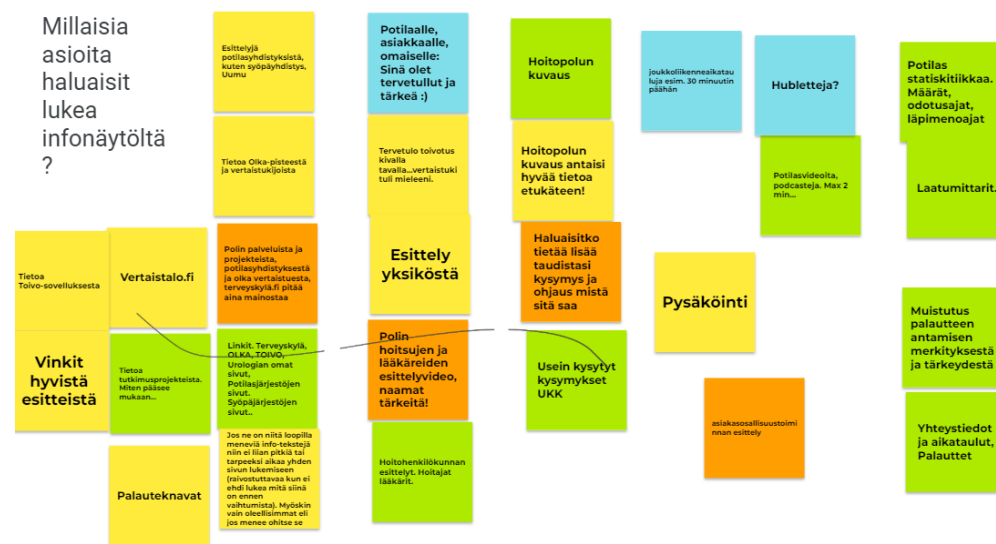 Millaisia
asioita
haluaisit
lukea
infonäytöltä
?
Esittelyjä
potilasyhdistyksistä,
kuten syöpäyhdistys,
Uumu
Tietoa Olka-pisteestä
ja vertaistukijoista
Tietoa
Toivo-sovelluksesta
Vertaistalo.fi
Polin palveluista ja
projekteista,
potilasyhdistyksestä
ja olka vertaistuesta,
terveyskylä.fi pitää
aina mainostaa
Vinkit
hyvistä
esitteistä
Tietoa
tutkimusprojekteista.
Miten pääsee
mukaan...
Linkit. Terveyskylä,
OLKA, TOIVO,
Urologian omat
sivut,
Potilasjärjestöjen
sivut.
Syöpäjärjestöjen
sivut..
Palauteknavat
Jos ne on niitä loopilla
meneviä info-tekstejä
niin ei liian pitkiä tai
tarpeeksi aikaa yhden
sivun lukemiseen
(raivostuttavaa kun ei
ehdi lukea mitä siinä
on ennen
vaihtumista). Myöskin
vain oleellisimmat eli
jos menee ohitse se
Potilaalle,
asiakkaalle,
omaiselle:
Sinä olet
tervetullut ja
tärkeä :)
Tervetulo toivotus
kivalla
tavalla...vertaistuki
tuli mieleeni.
Esittely
yksiköstä
Polin
hoitsujen ja
lääkäreiden
esittelyvideo,
naamat
tärkeitä!
Hoitohenkilökunnan
esittelyt. Hoitajat
lääkärit.
Hoitopolun
kuvaus
Hoitopolun
kuvaus antaisi
hyvää tietoa
etukäteen!
Haluaisitko
tietää lisää
taudistasi
kysymys ja
ohjaus mistä
sitä saa
Usein kysytyt
kysymykset
UKK
joukkoliikenneaikatau
luja esim. 30 minuutin
päähän
Hubletteja?
Potilasvideoita,
podcasteja. Max 2
min...
Pysäköinti
asiakasosallisuustoimi
nnan esittely
Potilas
statiskitiikkaa.
Määrät,
odotusajat,
läpimenoajat
Laatumittarit.
Muistutus
palautteen
antamisen
merkityksestä
ja tärkeydestä
Yhteystiedot
ja aikataulut,
Palauttet